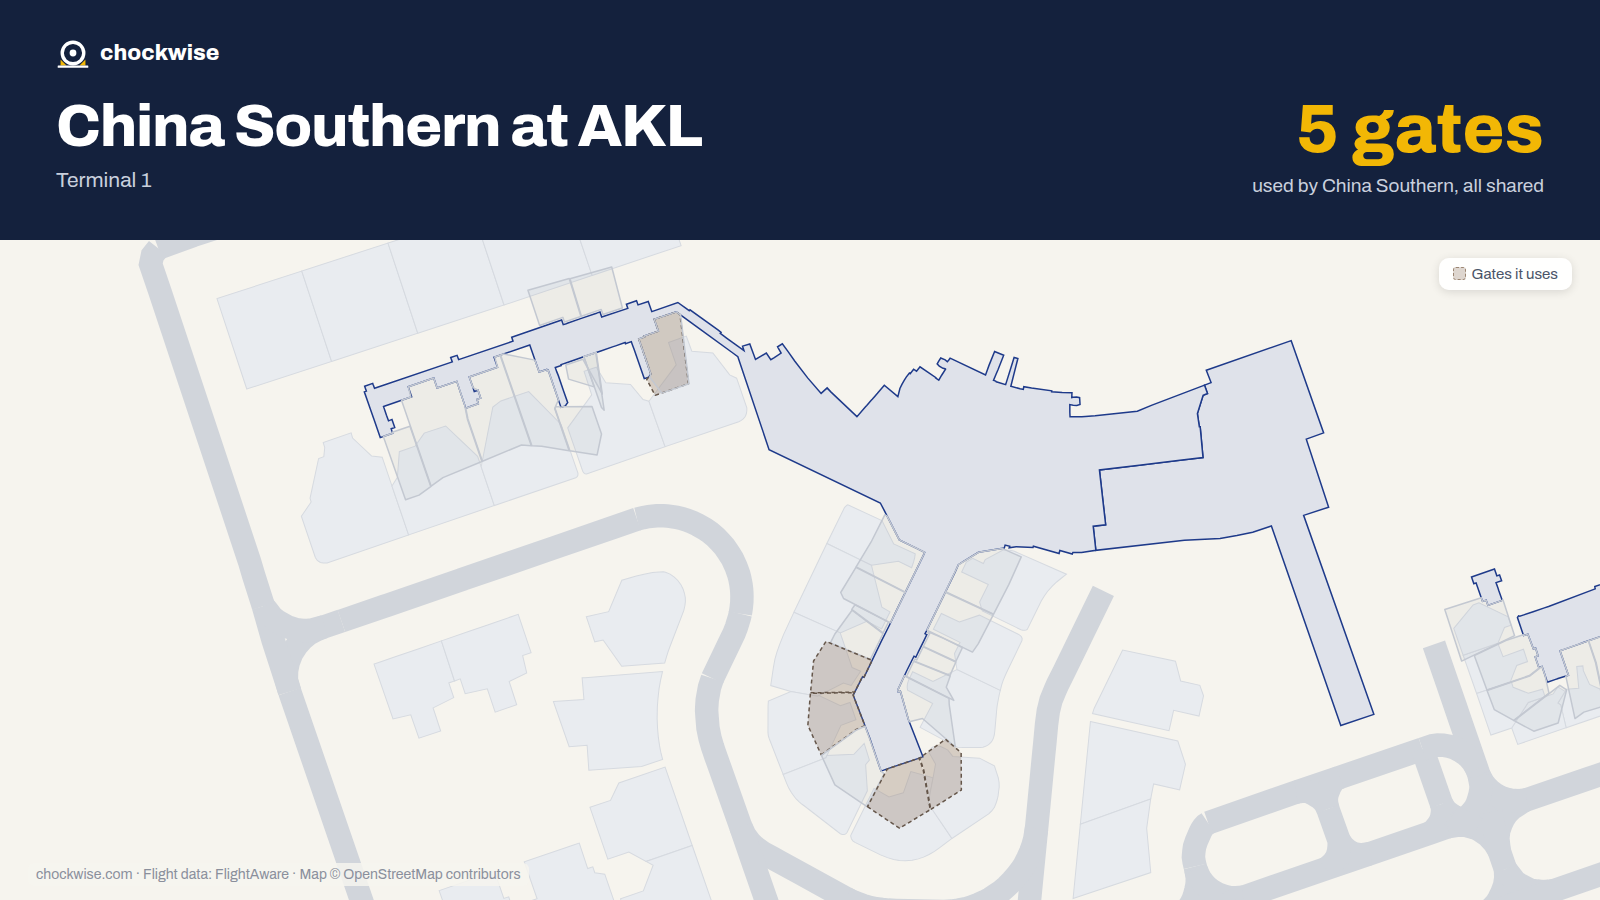 chockwise
China Southern at AKL
Terminal 1
5 gates
used by China Southern, all shared
Gates it uses
chockwise.com · Flight data: FlightAware · Map © OpenStreetMap contributors